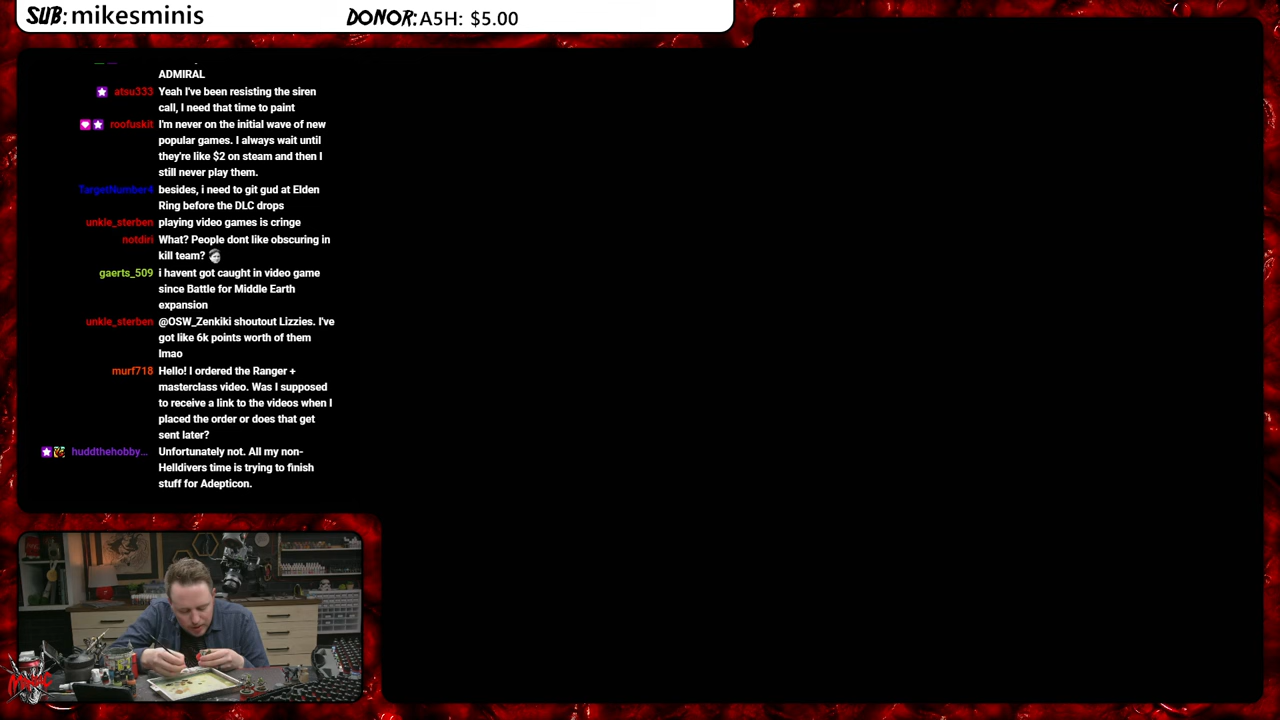 SUB: mikesminis
DONOR: A5H: $5.00
ADMIRAL
atsu333 Yeah I've been resisting the siren
call, I need that time to paint
roofuskit I'm never on the initial wave of new
popular games. I always wait until
they're like $2 on steam and then I
still never play them.
TargetNumber4 besides, i need to git gud at Elden
Ring before the DLC drops
unkle_sterben playing video games is cringe
notdiri What? People dont like obscuring in
kill team?
gaerts_509 i havent got caught in video game
since Battle for Middle Earth
expansion
unkle_sterben @OSW_Zenkiki shoutout Lizzies. I've
got like 6k points worth of them
lmao
murf718 Hello! I ordered the Ranger +
masterclass video. Was I supposed
to receive a link to the videos when I
placed the order or does that get
sent later?
huddthehobby... Unfortunately not. All my non-
Helldivers time is trying to finish
stuff for Adepticon.